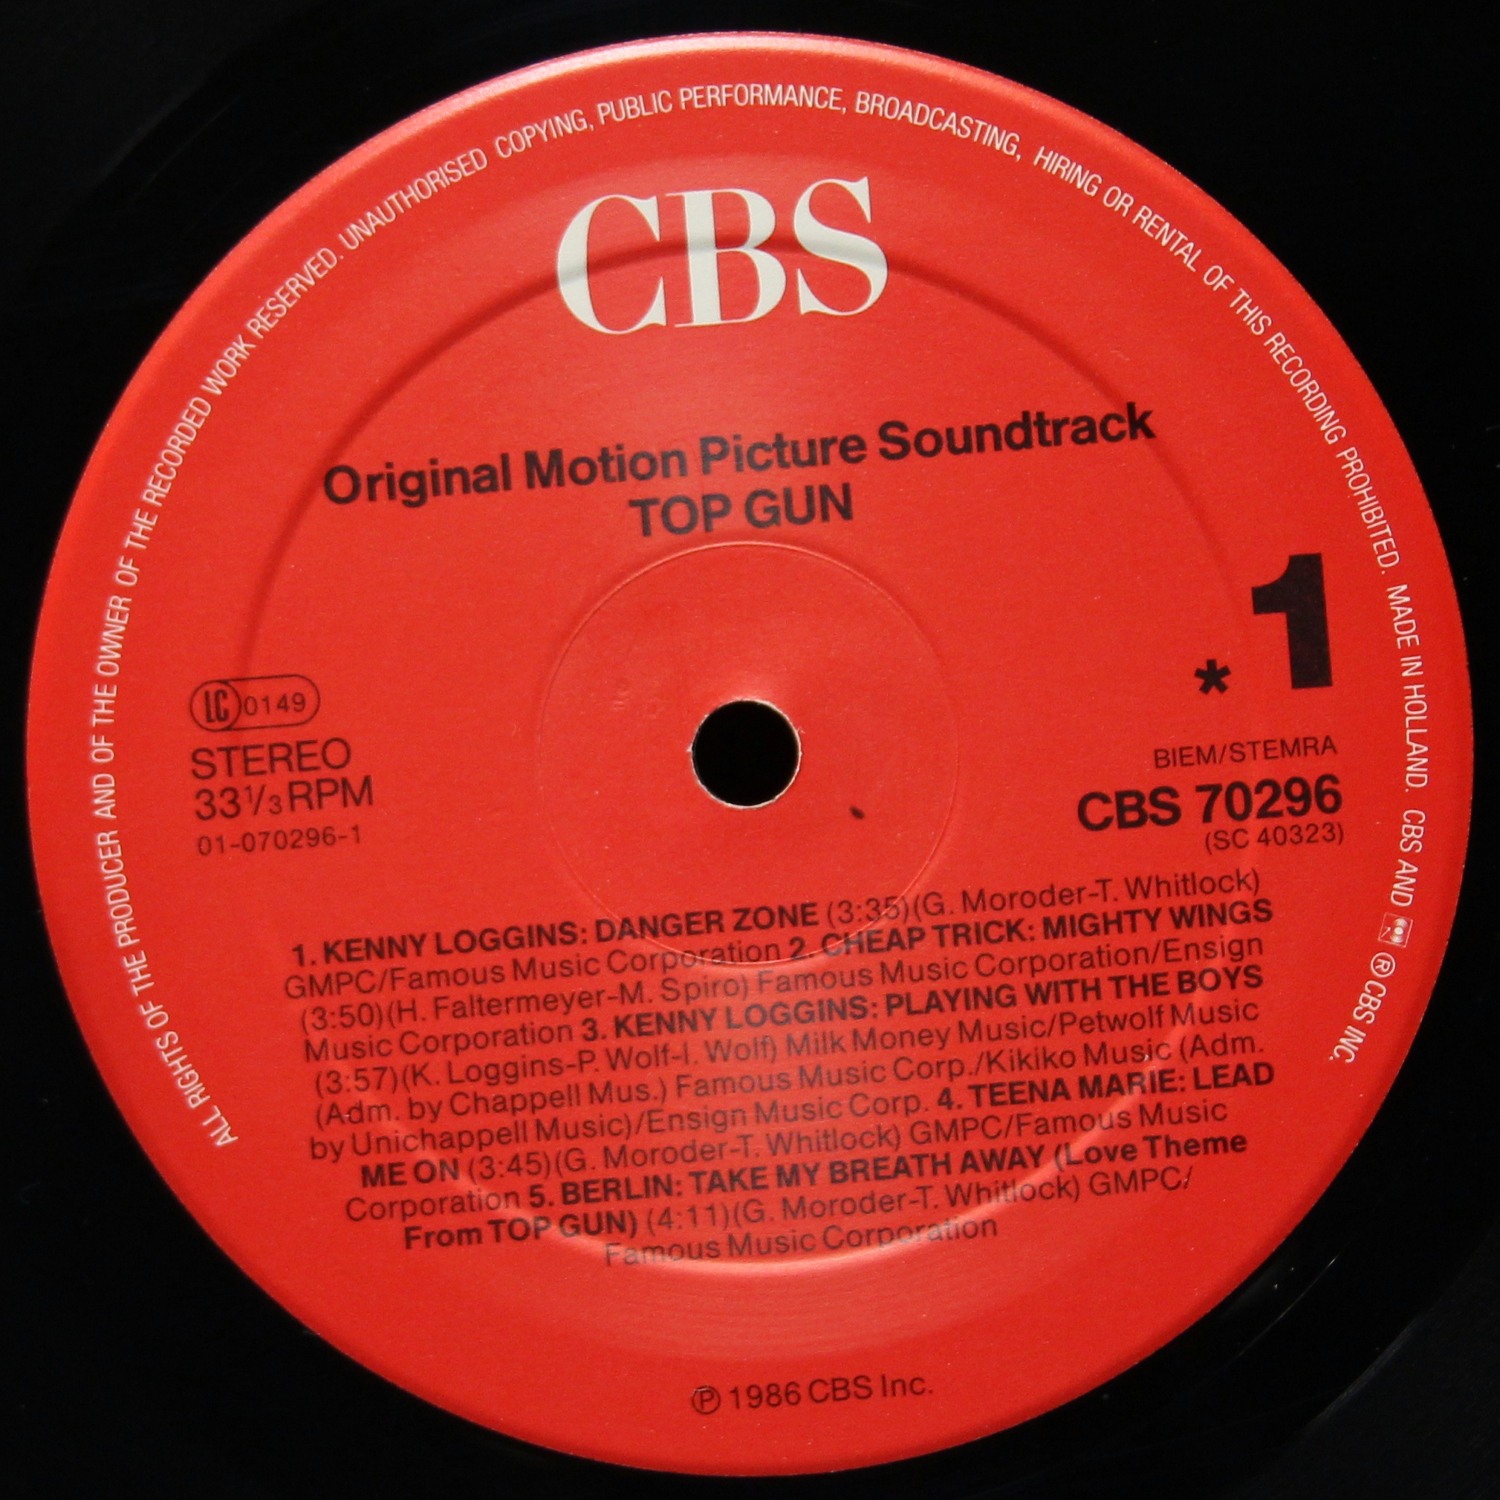 ALL RIGHTS OF THE PRODUCER AND OF THE OWNER OF THE RECORDED WORK RESERVED. UNAUTHORISED COPYING, PUBLIC PERFORMANCE, BROADCASTING, HIRING OR RENTAL OF THIS RECORDING PROHIBITED. MADE IN HOLLAND. CBS AND ® CBS INC.
CBS
Original Motion Picture Soundtrack
TOP GUN
*1
LC 0149
STEREO
33⅓ RPM
01-070296-1
BIEM/STEMRA
CBS 70296
(SC 40323)
1. KENNY LOGGINS: DANGER ZONE (3:35)(G. Moroder-T. Whitlock)
GMPC/Famous Music Corporation 2. CHEAP TRICK: MIGHTY WINGS
(3:50)(H. Faltermeyer-M. Spiro) Famous Music Corporation/Ensign
Music Corporation 3. KENNY LOGGINS: PLAYING WITH THE BOYS
(3:57)(K. Loggins-P. Wolf-I. Wolf) Milk Money Music/Petwolf Music
(Adm. by Chappell Mus.) Famous Music Corp./Kikiko Music (Adm.
by Unichappell Music)/Ensign Music Corp. 4. TEENA MARIE: LEAD
ME ON (3:45)(G. Moroder-T. Whitlock) GMPC/Famous Music
Corporation 5. BERLIN: TAKE MY BREATH AWAY (Love Theme
From TOP GUN) (4:11)(G. Moroder-T. Whitlock) GMPC/
Famous Music Corporation
℗ 1986 CBS Inc.